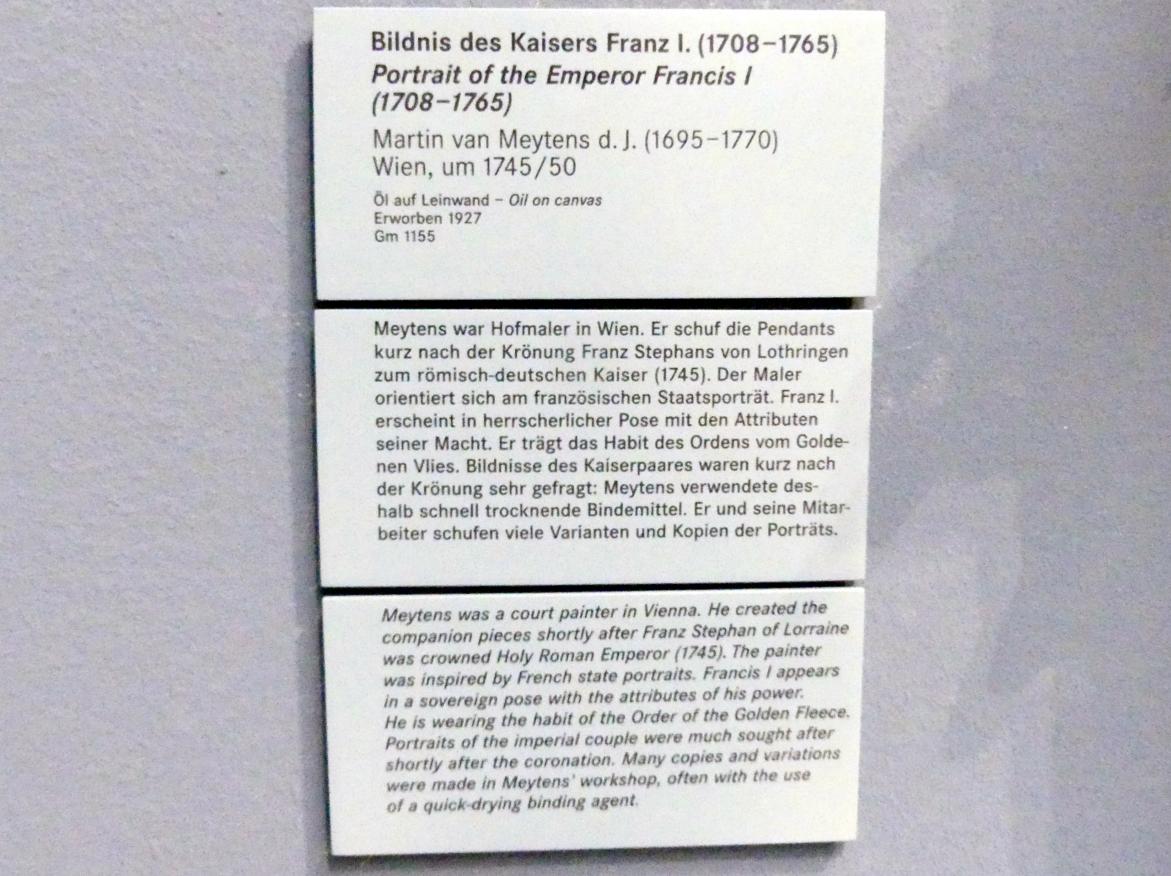 Bildnis des Kaisers Franz I. (1708–1765)
Portrait of the Emperor Francis I
(1708–1765)
Martin van Meytens d. J. (1695–1770)
Wien, um 1745/50
Öl auf Leinwand – Oil on canvas
Erworben 1927
Gm 1155
Meytens war Hofmaler in Wien. Er schuf die Pendants
kurz nach der Krönung Franz Stephans von Lothringen
zum römisch-deutschen Kaiser (1745). Der Maler
orientiert sich am französischen Staatsporträt. Franz I.
erscheint in herrscherlicher Pose mit den Attributen
seiner Macht. Er trägt das Habit des Ordens vom Golde-
nen Vlies. Bildnisse des Kaiserpaares waren kurz nach
der Krönung sehr gefragt: Meytens verwendete des-
halb schnell trocknende Bindemittel. Er und seine Mitar-
beiter schufen viele Varianten und Kopien der Porträts.
Meytens was a court painter in Vienna. He created the
companion pieces shortly after Franz Stephan of Lorraine
was crowned Holy Roman Emperor (1745). The painter
was inspired by French state portraits. Francis I appears
in a sovereign pose with the attributes of his power.
He is wearing the habit of the Order of the Golden Fleece.
Portraits of the imperial couple were much sought after
shortly after the coronation. Many copies and variations
were made in Meytens' workshop, often with the use
of a quick-drying binding agent.